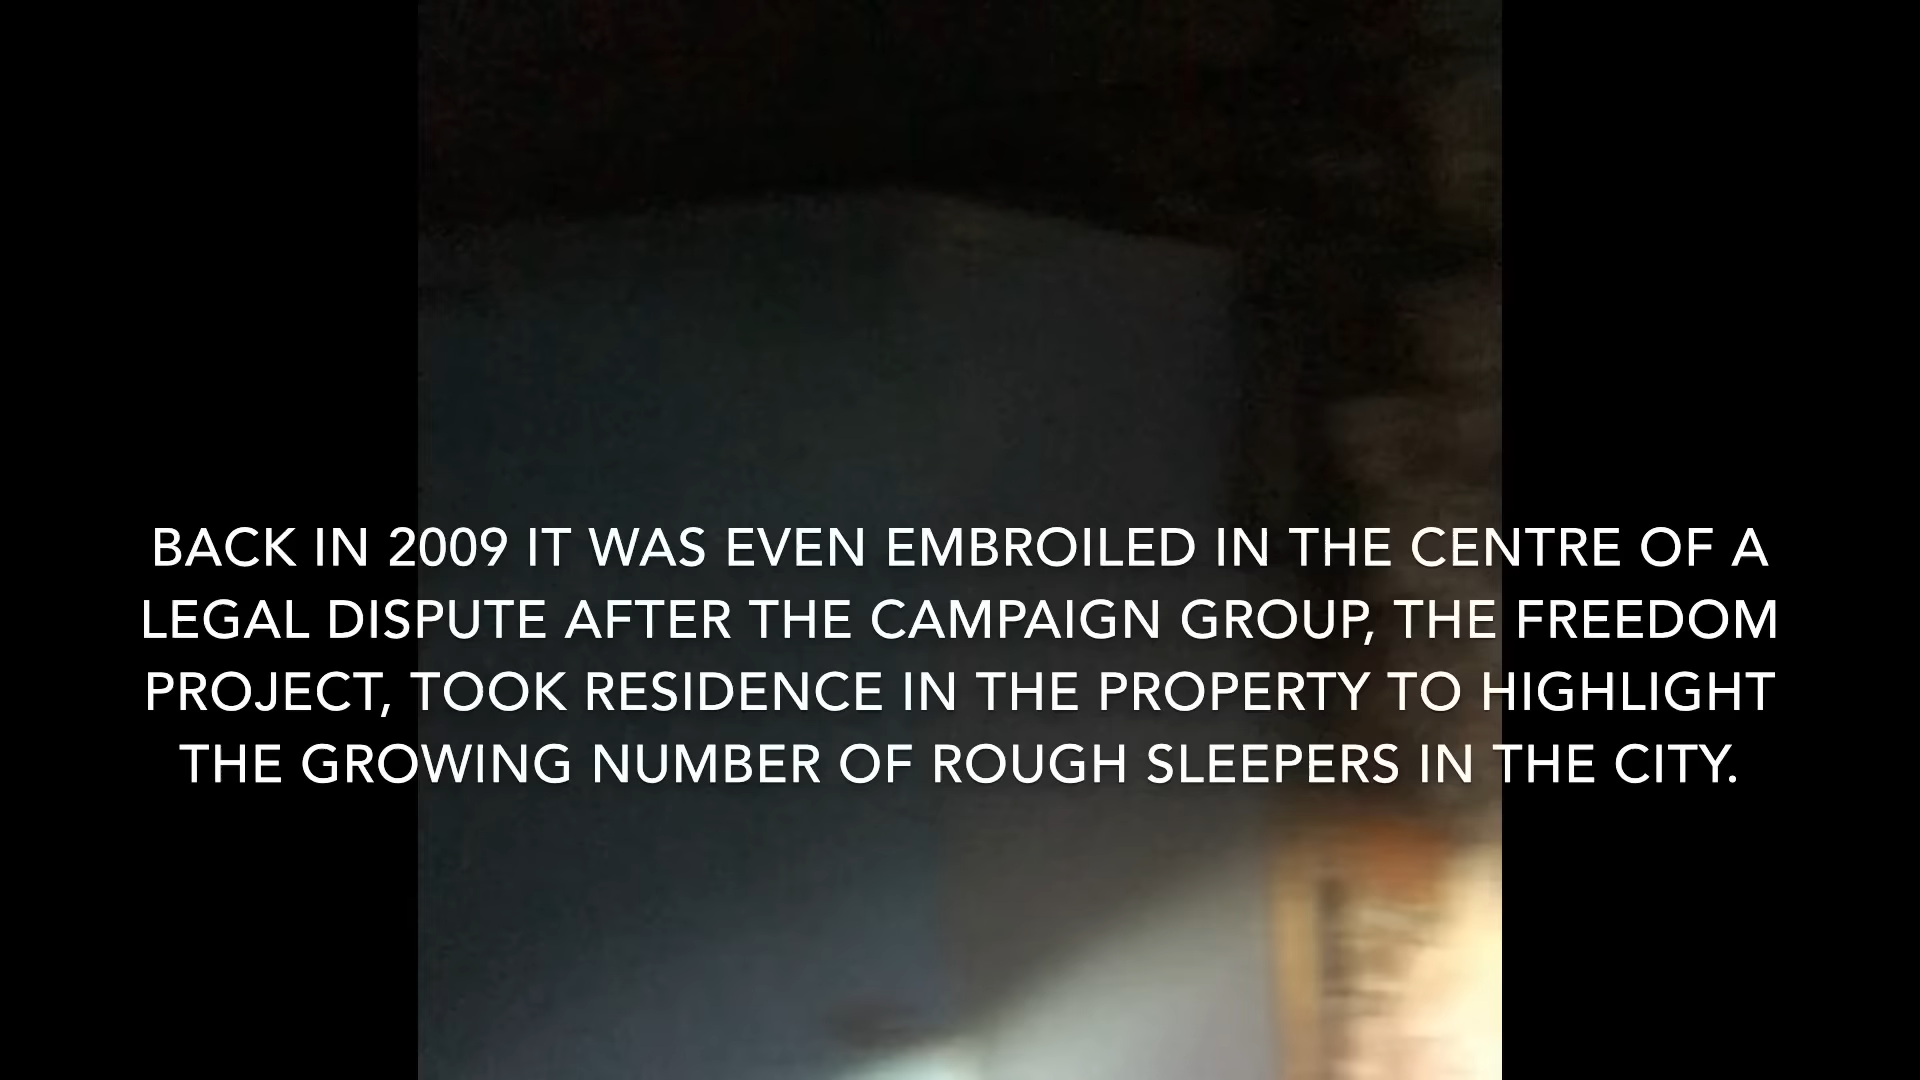 BACK IN 2009 IT WAS EVEN EMBROILED IN THE CENTRE OF A
LEGAL DISPUTE AFTER THE CAMPAIGN GROUP, THE FREEDOM
PROJECT, TOOK RESIDENCE IN THE PROPERTY TO HIGHLIGHT
THE GROWING NUMBER OF ROUGH SLEEPERS IN THE CITY.